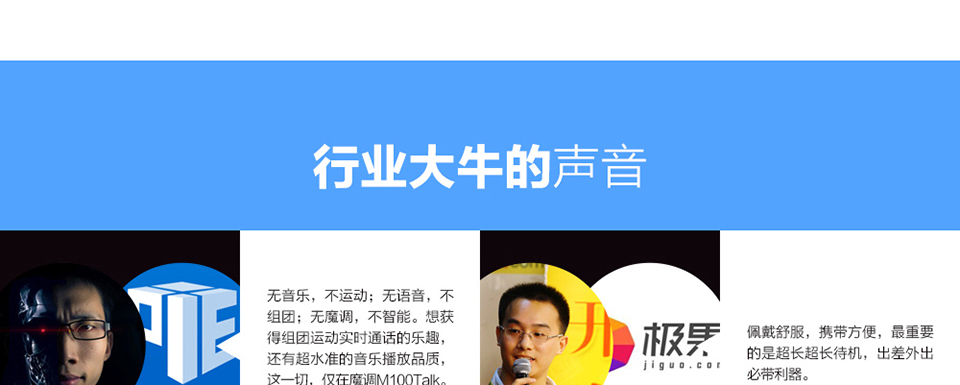 行业大牛的声音
PIE
无音乐，不运动；无语音，不
组团；无魔调，不智能。想获
得组团运动实时通话的乐趣，
还有超水准的音乐播放品质，
这一切，仅在魔调M100Talk。
.com
开
极果
jiguo.com
佩戴舒服，携带方便，最重要
的是超长超长待机，出差外出
必带利器。